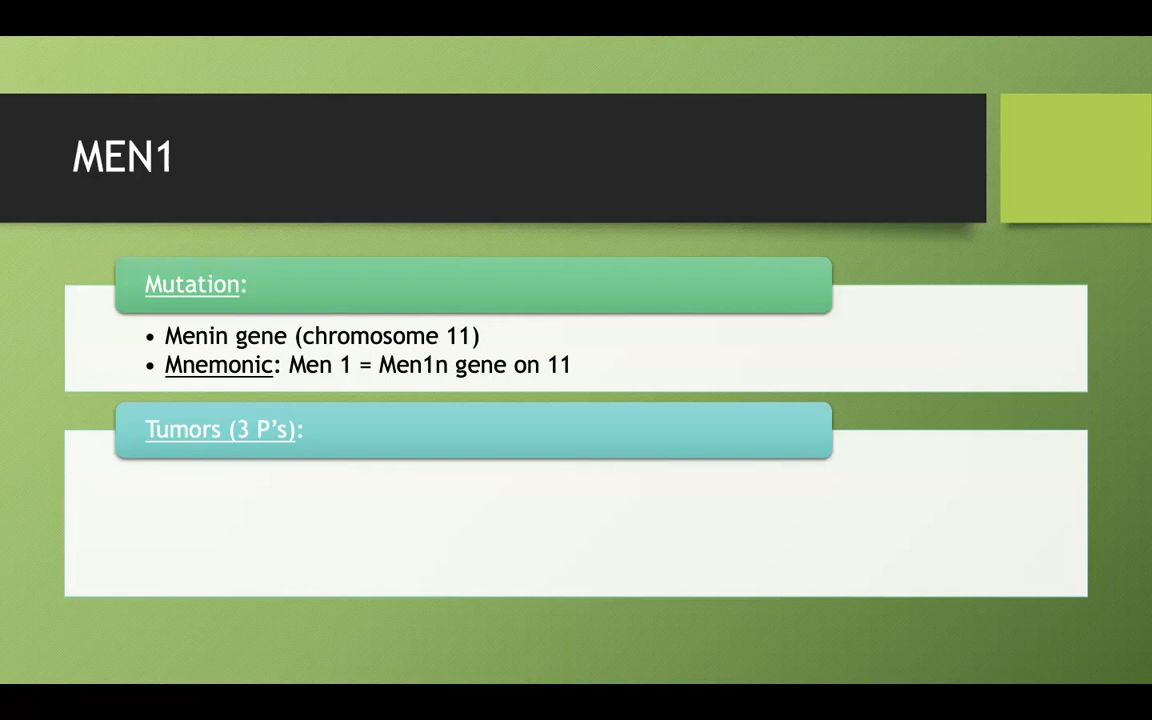 MEN1
Mutation:
• Menin gene (chromosome 11)
• Mnemonic: Men 1 = Men1n gene on 11
Tumors (3 P’s):